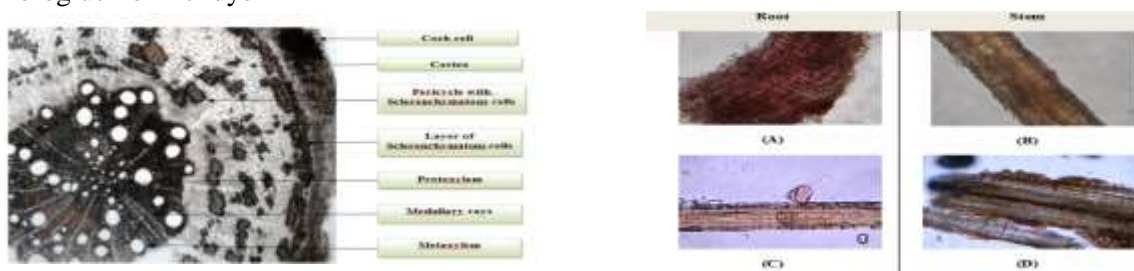 Cork cell
Cortex
Pericycle with
Sclerenchymatous cells
Layer of
Sclerenchymatous cells
Protoxylem
Medullary rays
Metaxylem
Root
Stem
(A)
(B)
(C)
(D)